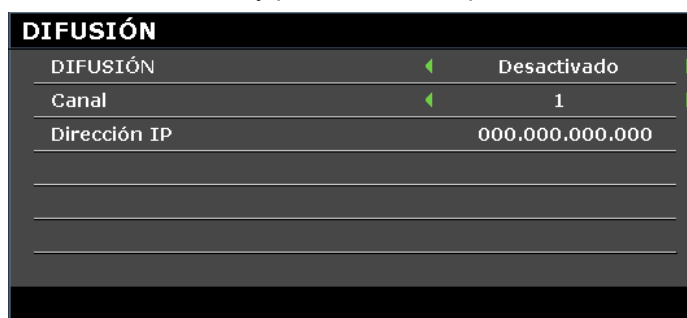 DIFUSIÓN
DIFUSIÓN Desactivado
Canal 1
Dirección IP 000.000.000.000